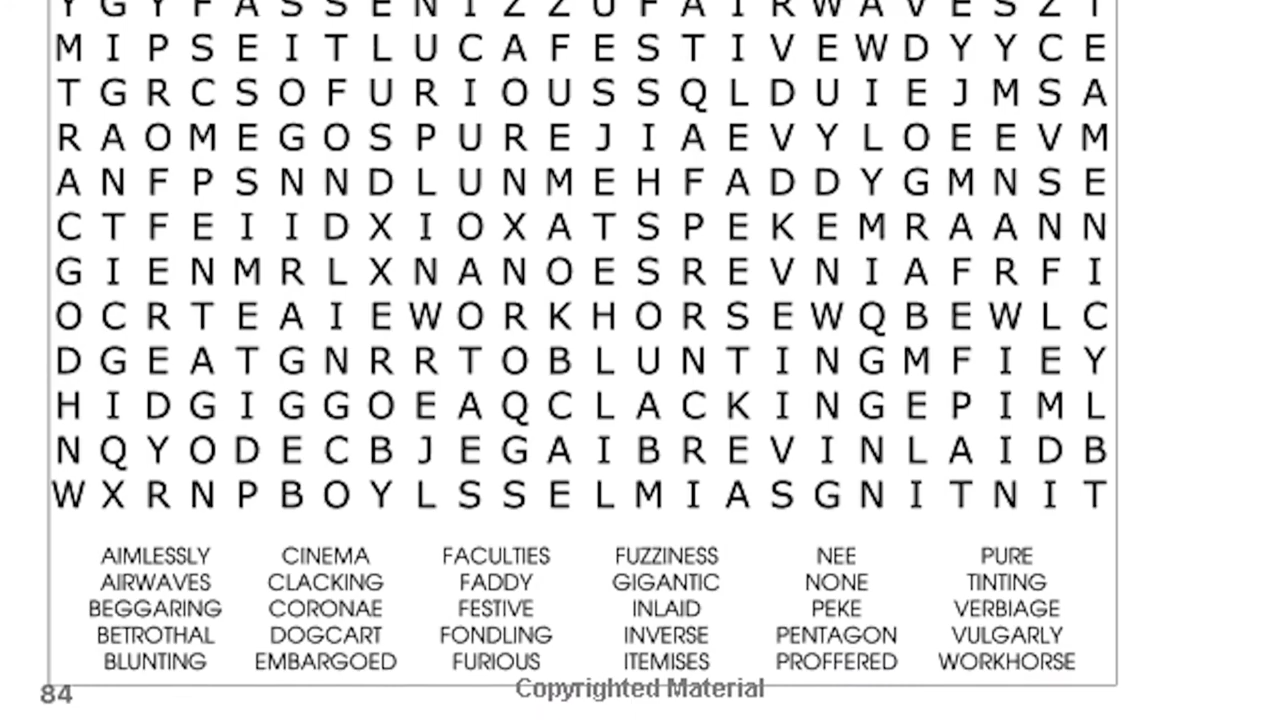 Y G Y F A S S E N I Z Z U F A I R W A V E S Z T
M I P S E I T L U C A F E S T I V E W D Y Y C E
T G R C S O F U R I O U S S Q L D U I E J M S A
R A O M E G O S P U R E J I A E V Y L O E E V M
A N F P S N N D L U N M E H F A D D Y G M N S E
C T F E I I D X I O X A T S P E K E M R A A N N
G I E N M R L X N A N O E S R E V N I A F R F I
O C R T E A I E W O R K H O R S E W Q B E W L C
D G E A T G N R R T O B L U N T I N G M F I E Y
H I D G I G G O E A Q C L A C K I N G E P I M L
N Q Y O D E C B J E G A I B R E V I N L A I D B
W X R N P B O Y L S S E L M I A S G N I T N I T
AIMLESSLY CINEMA FACULTIES FUZZINESS NEE PURE
AIRWAVES CLACKING FADDY GIGANTIC NONE TINTING
BEGGARING CORONAE FESTIVE INLAID PEKE VERBIAGE
BETROTHAL DOGCART FONDLING INVERSE PENTAGON VULGARLY
BLUNTING EMBARGOED FURIOUS ITEMISES PROFFERED WORKHORSE
84 Copyrighted Material